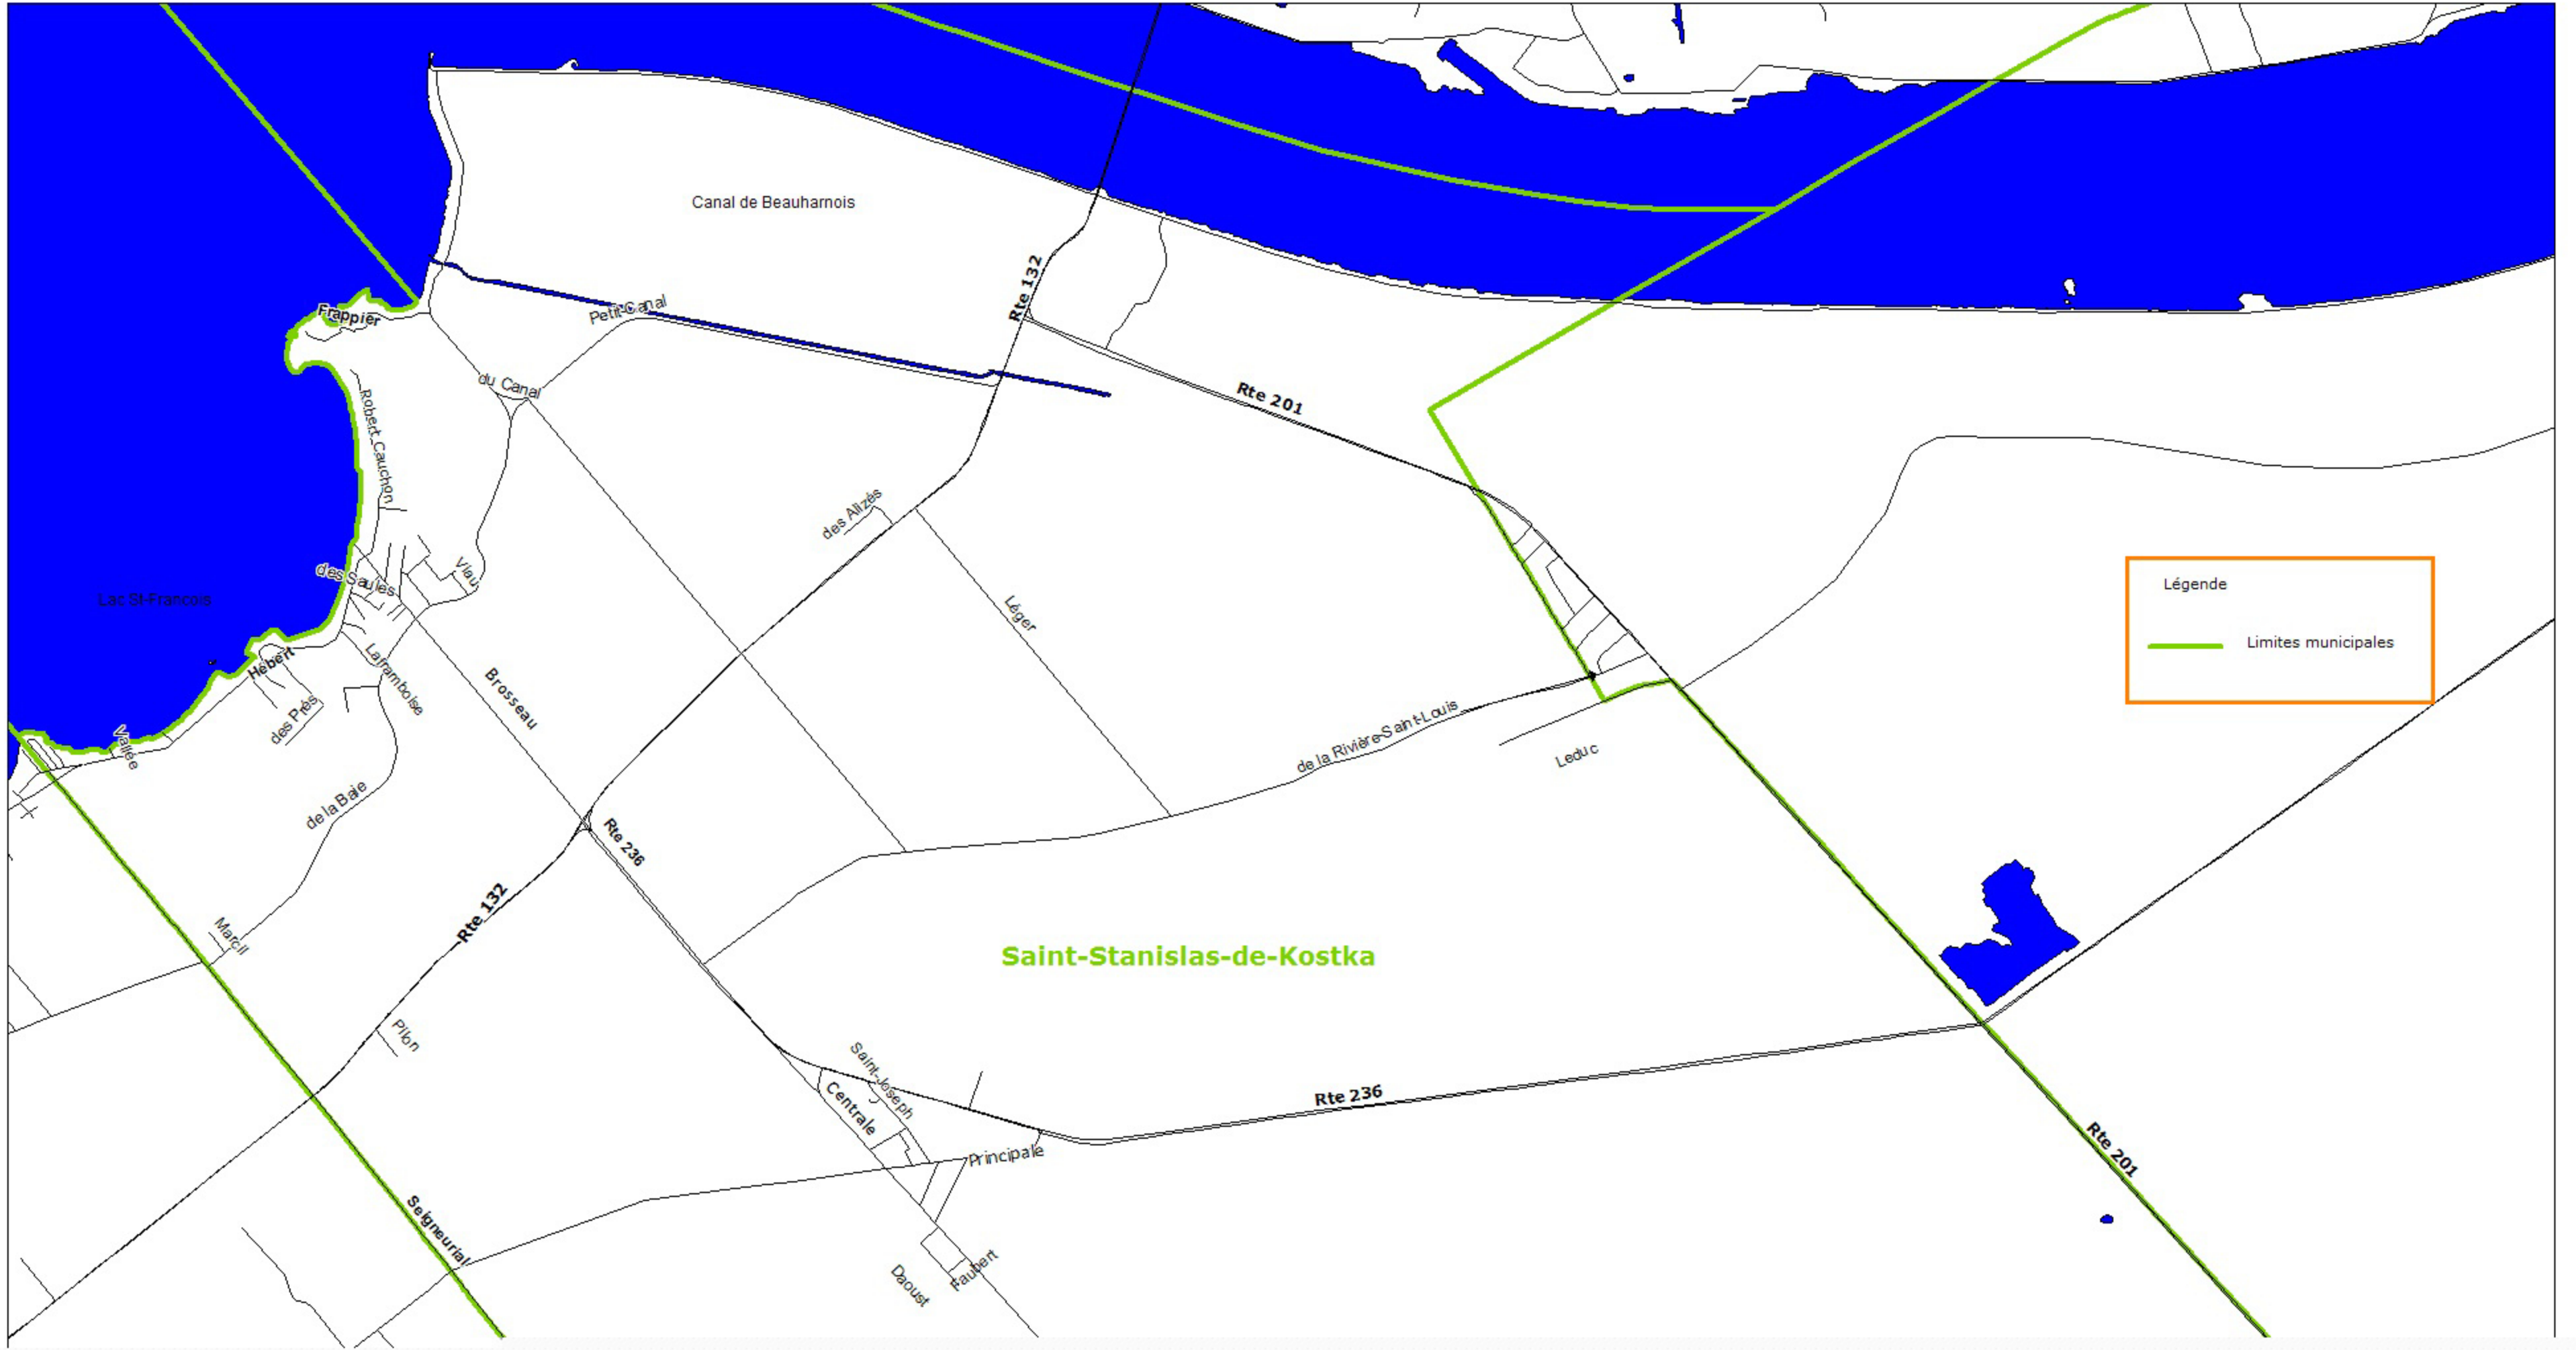 Canal de Beauharnois
Rte 132
Petit Canal
Frappier
du Canal
Rte 201
Robert Cauchon
des Alizés
Viau
des Saules
Lac St-Francois
Légende
Léger
Limites municipales
Hébert
Laframboise
Brosseau
des Prés
Vallée
de la Rivière-Saint-Louis
Leduc
de la Baie
Rte 236
Rte 132
Marcil
Saint-Stanislas-de-Kostka
Pilon
Saint-Joseph
Centrale
Rte 236
Principale
Rte 201
Seigneurial
Daoust
Faubert